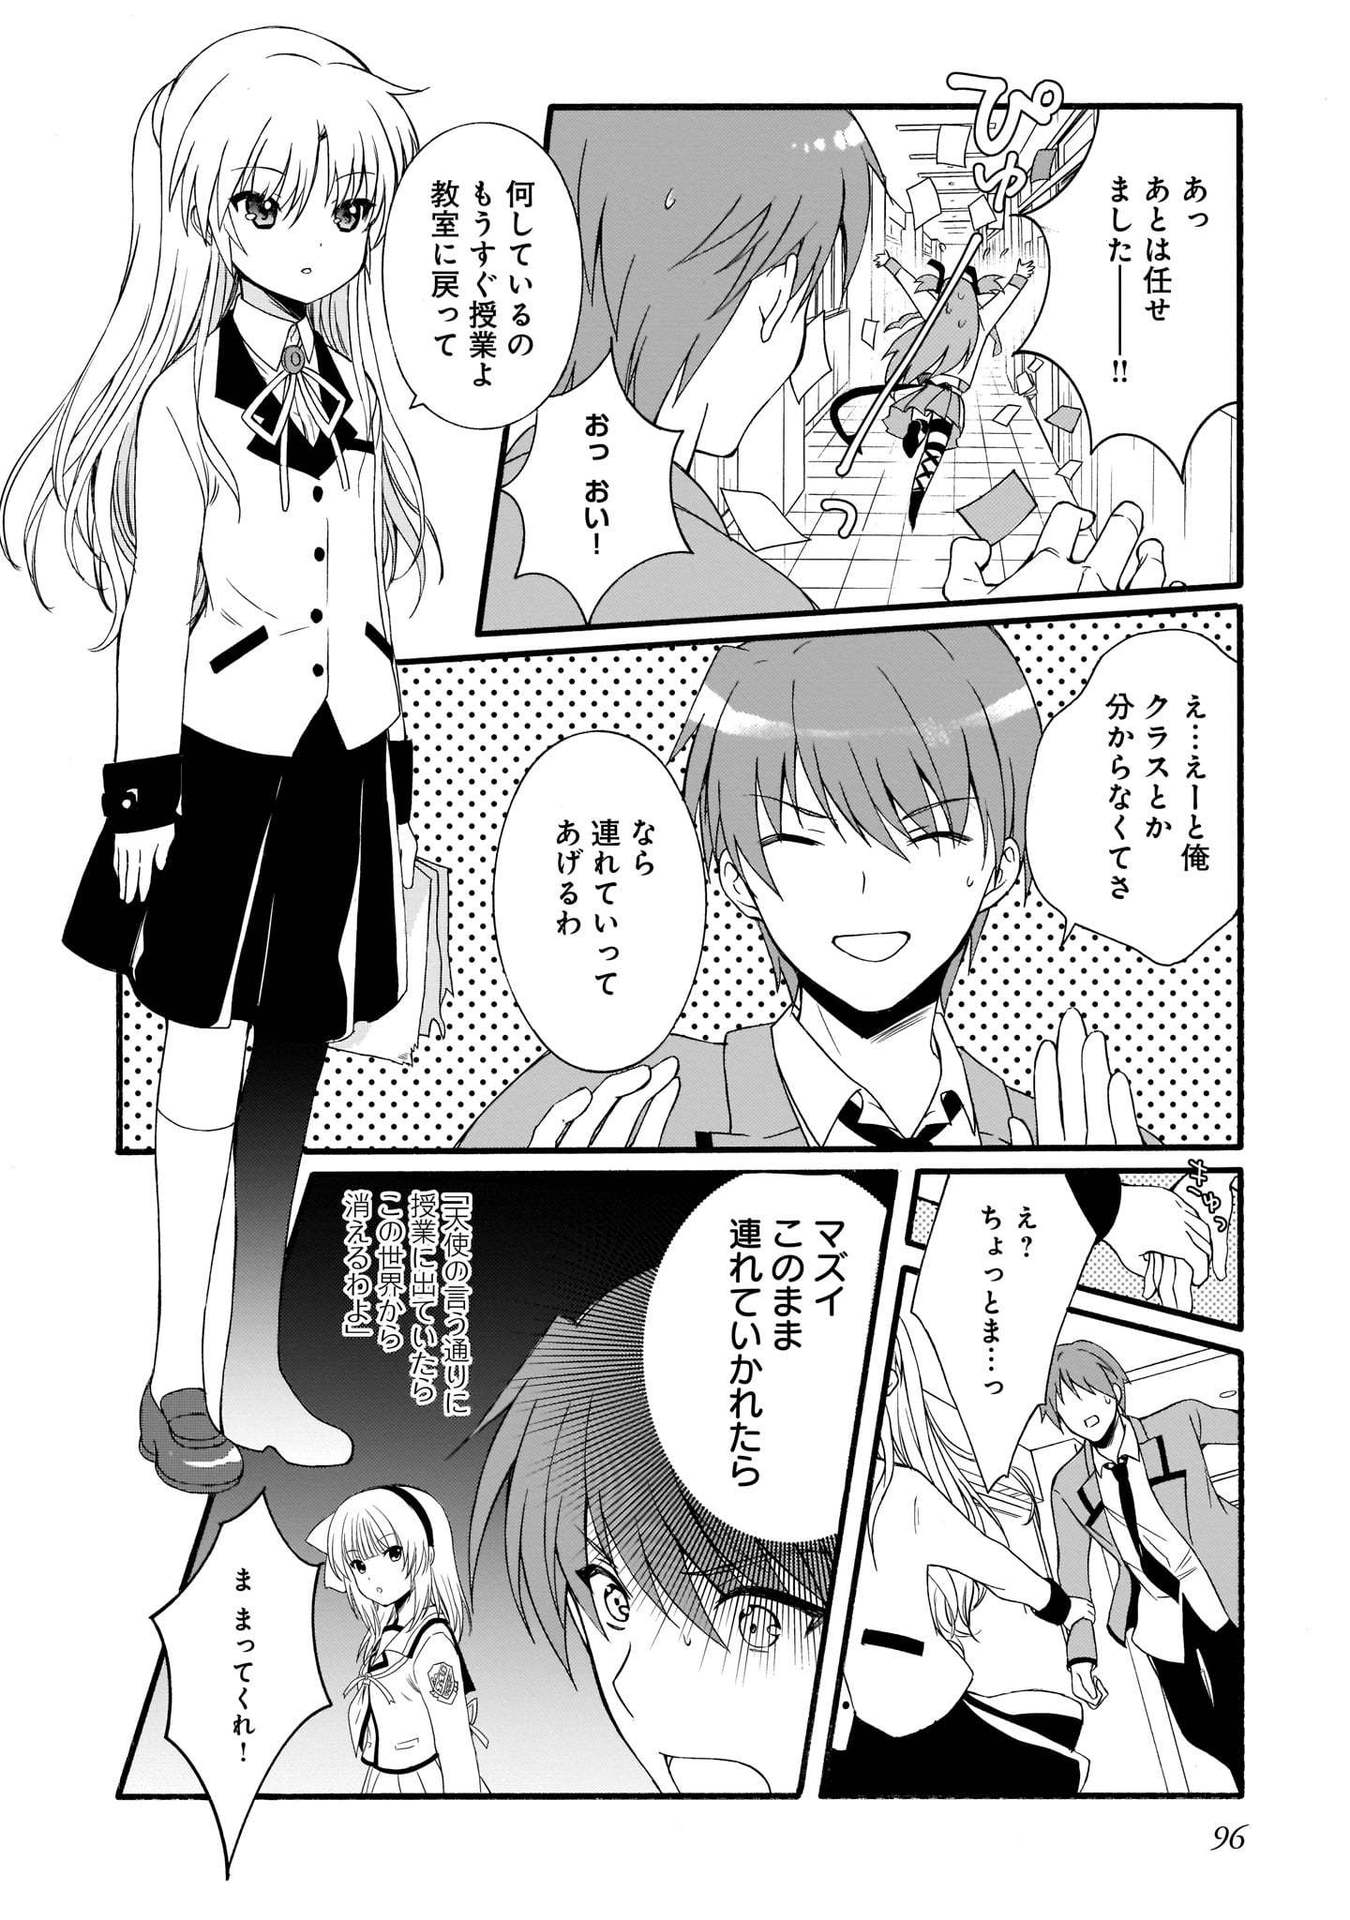 あっ
あとは任せ
ました――!!
ぴゅーっ
おっ おい!
何しているの
もうすぐ授業よ
教室に戻って
え…えーと俺
クラスとか
分からなくてさ
なら
連れていって
あげるわ
きゅっ
え?
ちょっとま…っ
マズイ
このまま
連れていかれたら
『天使の言う通りに
授業に出ていたら
この世界から
消えるわよ』
ま まってくれ!
96